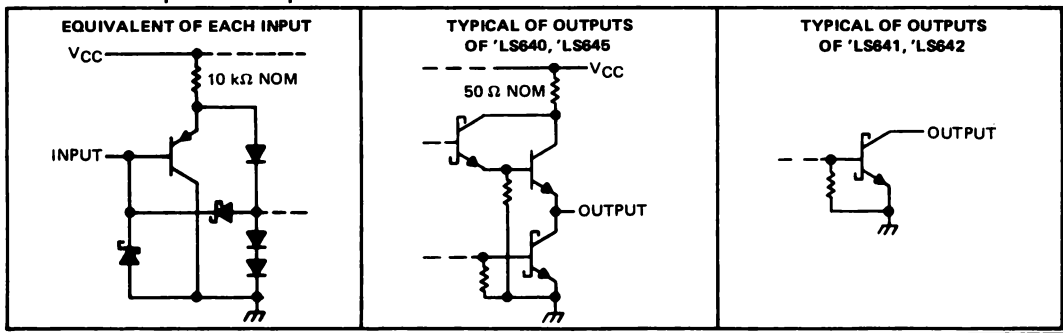 EQUIVALENT OF EACH INPUT
VCC
10 kΩ NOM
INPUT
TYPICAL OF OUTPUTS
OF 'LS640, 'LS645
VCC
50 Ω NOM
OUTPUT
TYPICAL OF OUTPUTS
OF 'LS641, 'LS642
OUTPUT